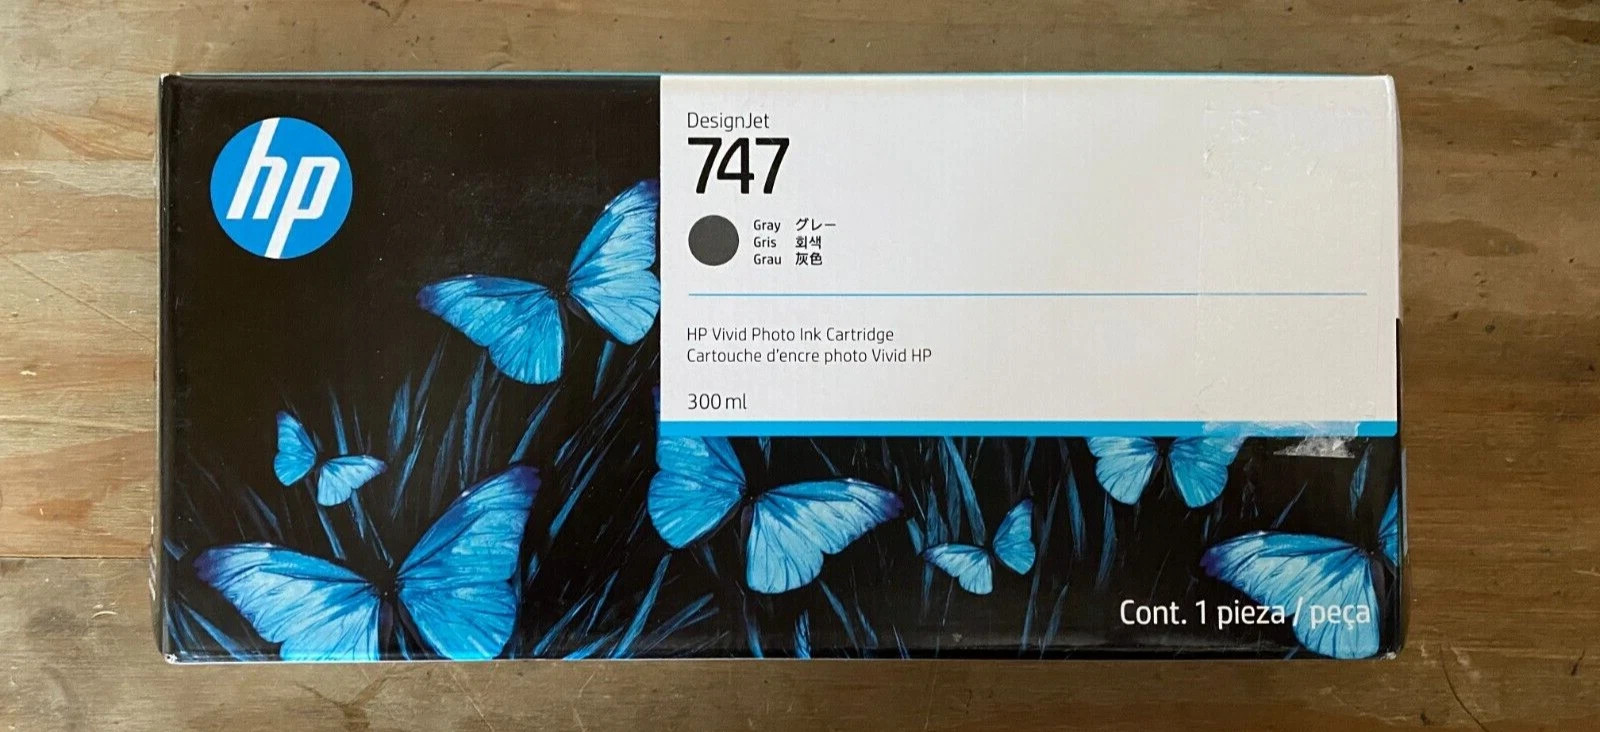 hp
DesignJet
747
Gray グレー
Gris 회색
Grau 灰色
HP Vivid Photo Ink Cartridge
Cartouche d'encre photo Vivid HP
300 ml
Cont. 1 pieza / peça